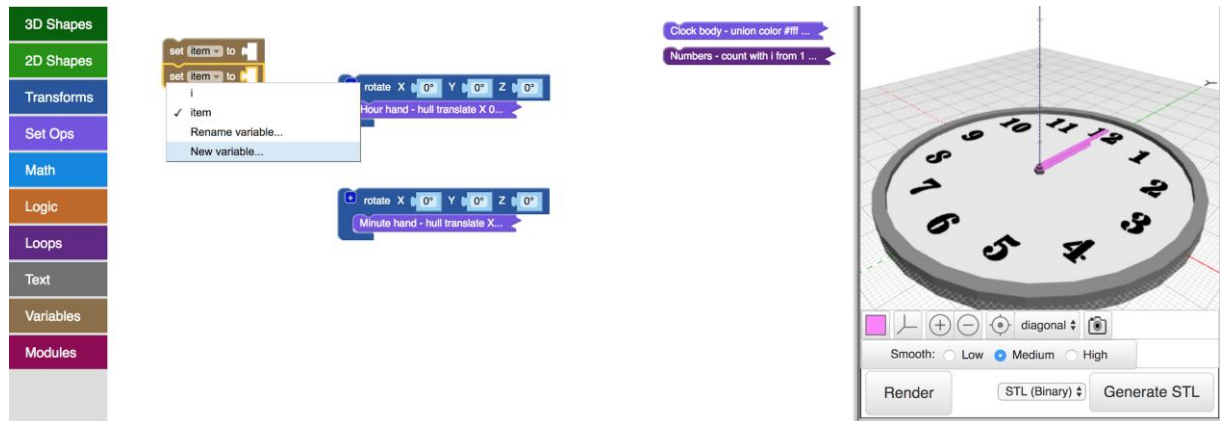 3D Shapes
2D Shapes
Transforms
Set Ops
Math
Logic
Loops
Text
Variables
Modules
set item to
set item to
i
✓ item
Rename variable...
New variable...
+ rotate X 0° Y 0° Z 0°
Hour hand - hull translate X 0...
+ rotate X 0° Y 0° Z 0°
Minute hand - hull translate X...
Clock body - union color #fff ...
Numbers - count with i from 1 ...
12
1
2
3
4
5
6
7
8
9
10
11
diagonal
Smooth: Low Medium High
Render STL (Binary) Generate STL